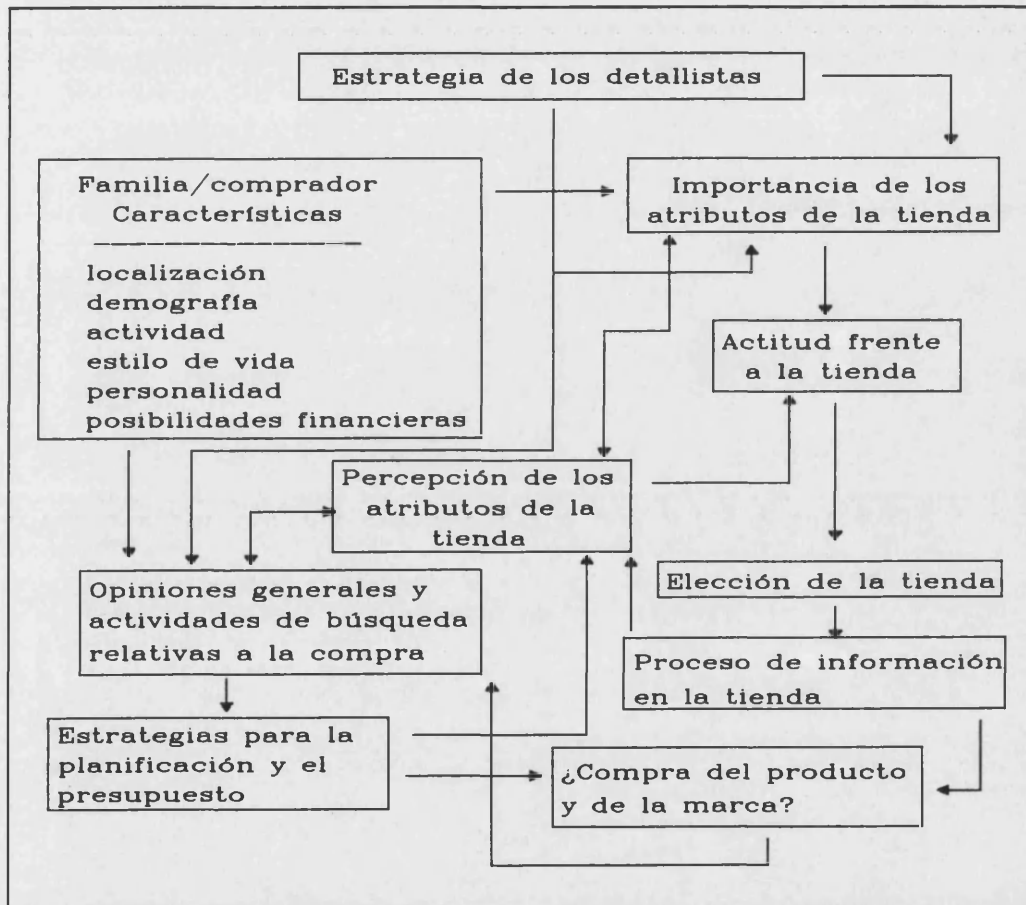 Estrategia de los detallistas
Familia/comprador
Características
localización
demografía
actividad
estilo de vida
personalidad
posibilidades financieras
Importancia de los
atributos de la tienda
Actitud frente
a la tienda
Percepción de los
atributos de la
tienda
Elección de la tienda
Opiniones generales y
actividades de búsqueda
relativas a la compra
Proceso de información
en la tienda
Estrategias para la
planificación y el
presupuesto
¿Compra del producto
y de la marca?